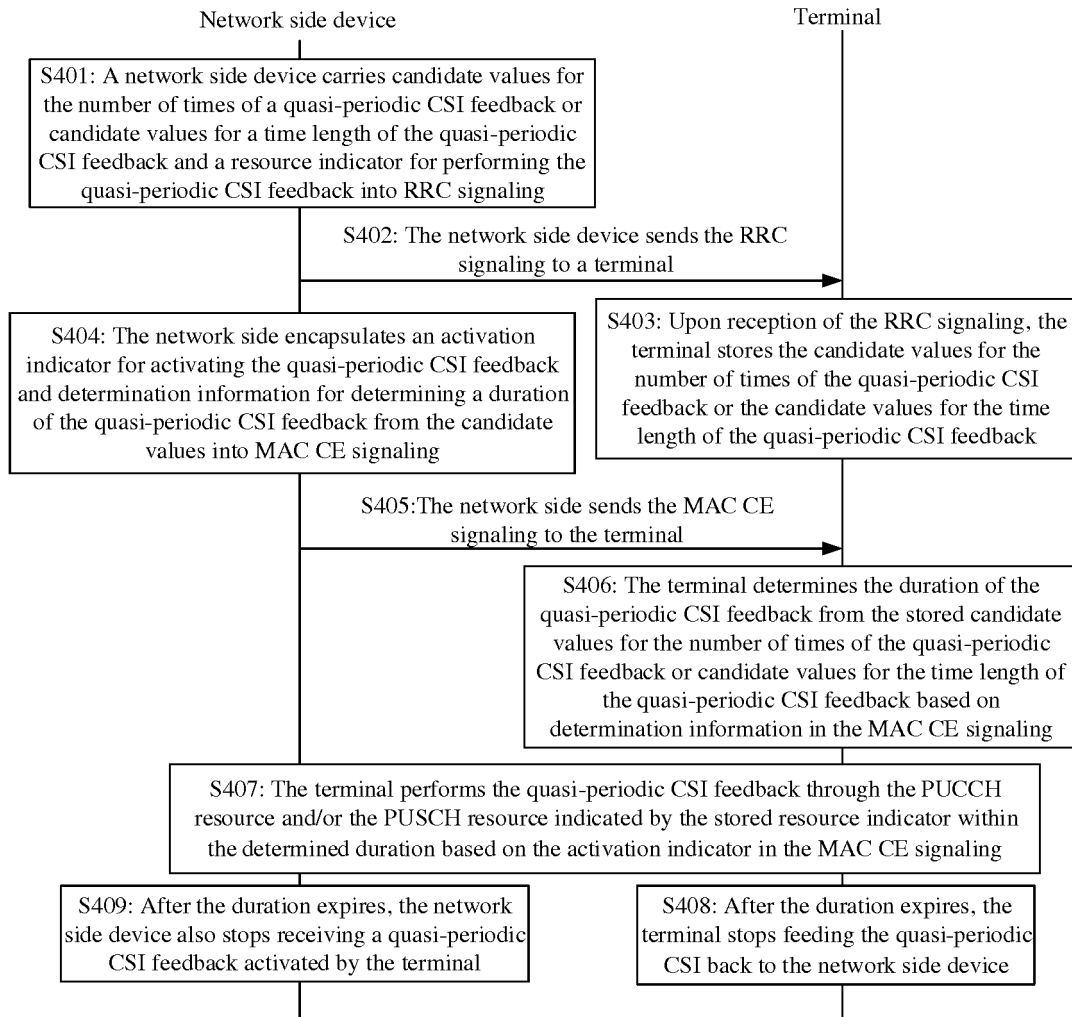 Network side device
Terminal
S401: A network side device carries candidate values for
the number of times of a quasi-periodic CSI feedback or
candidate values for a time length of the quasi-periodic
CSI feedback and a resource indicator for performing the
quasi-periodic CSI feedback into RRC signaling
S402: The network side device sends the RRC
signaling to a terminal
S404: The network side encapsulates an activation
indicator for activating the quasi-periodic CSI feedback
and determination information for determining a duration
of the quasi-periodic CSI feedback from the candidate
values into MAC CE signaling
S403: Upon reception of the RRC signaling, the
terminal stores the candidate values for the
number of times of the quasi-periodic CSI
feedback or the candidate values for the time
length of the quasi-periodic CSI feedback
S405:The network side sends the MAC CE
signaling to the terminal
S406: The terminal determines the duration of the
quasi-periodic CSI feedback from the stored candidate
values for the number of times of the quasi-periodic
CSI feedback or candidate values for the time length of
the quasi-periodic CSI feedback based on
determination information in the MAC CE signaling
S407: The terminal performs the quasi-periodic CSI feedback through the PUCCH
resource and/or the PUSCH resource indicated by the stored resource indicator within
the determined duration based on the activation indicator in the MAC CE signaling
S409: After the duration expires, the network
side device also stops receiving a quasi-periodic
CSI feedback activated by the terminal
S408: After the duration expires, the
terminal stops feeding the quasi-periodic
CSI back to the network side device